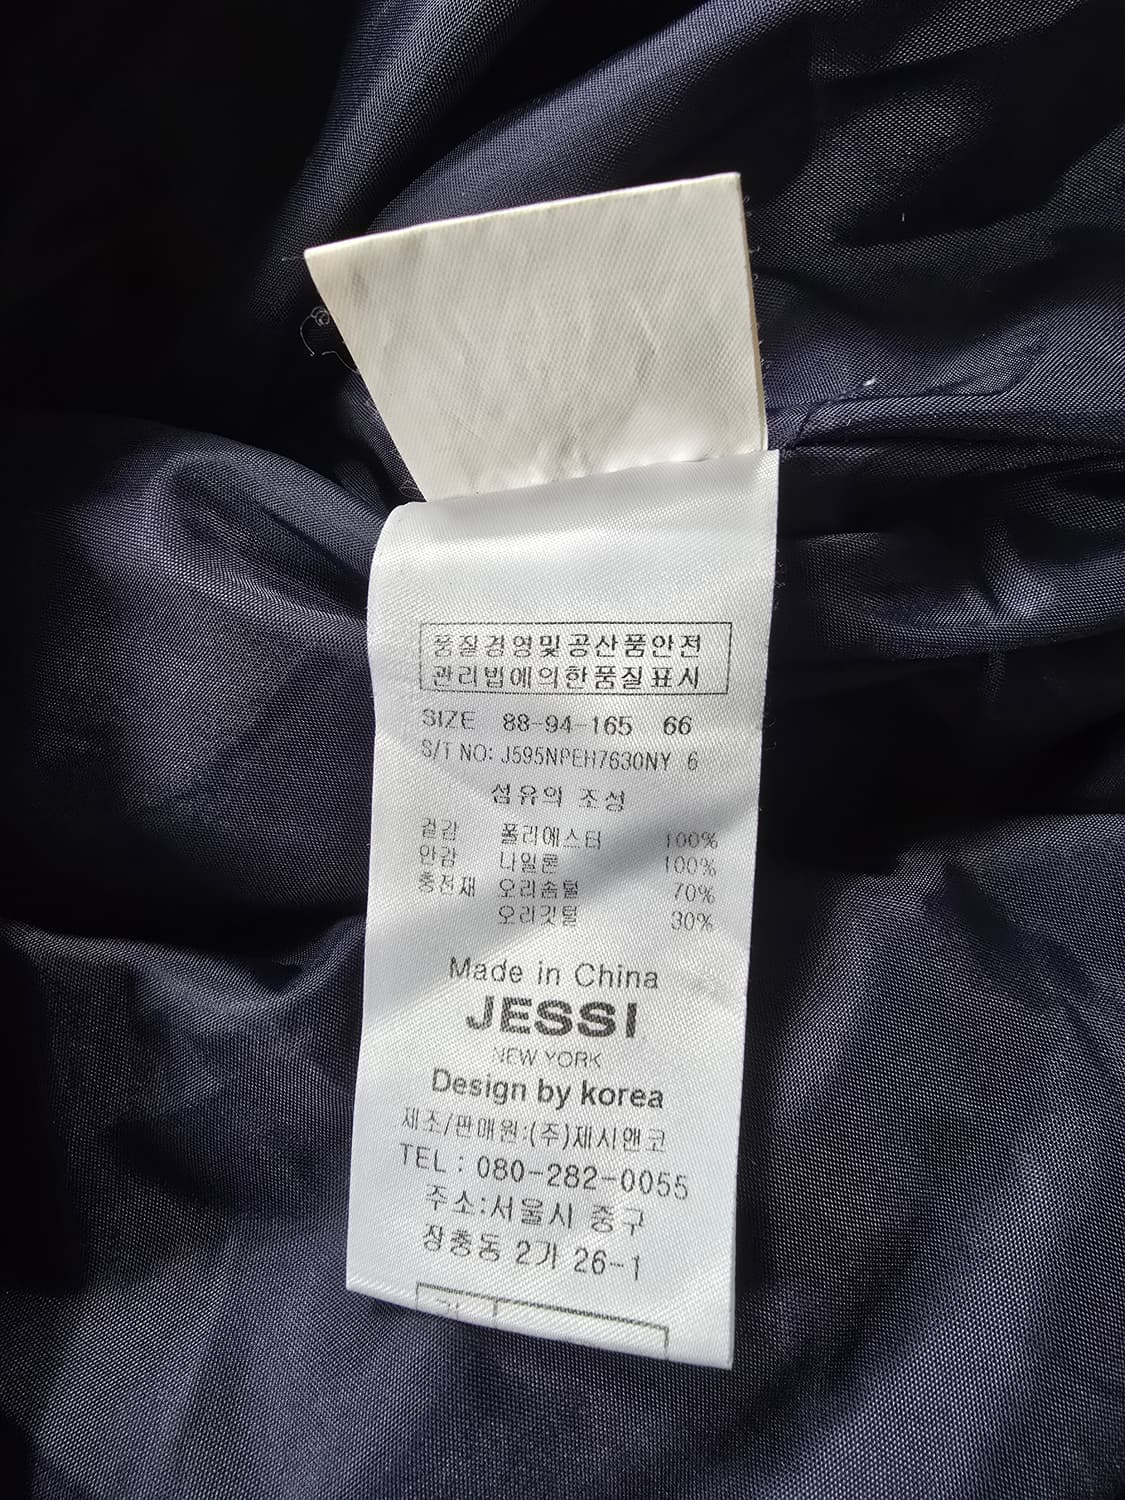 품질경영및공산품안전
관리법에의한품질표시
SIZE 88-94-165 66
S/T NO: J595NPEH7630NY 6
섬유의 조성
겉감 폴리에스터 100%
안감 나일론 100%
충전재 오리솜털 70%
오리깃털 30%
Made in China
JESSI
NEW YORK
Design by korea
제조/판매원:(주)제시앤코
TEL : 080-282-0055
주소:서울시 중구
장충동 2가 26-1